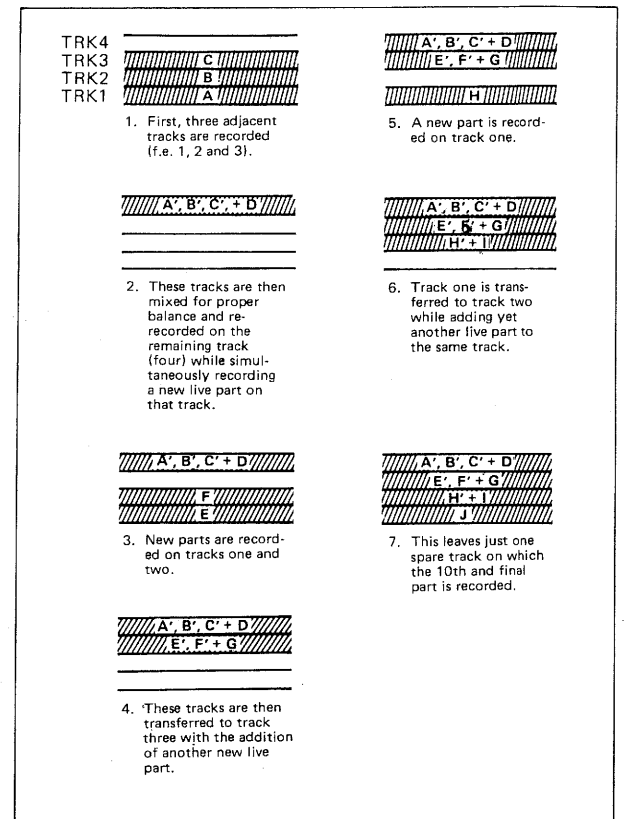 TRK4
TRK3 C
TRK2 B
TRK1 A
1. First, three adjacent
tracks are recorded
(f.e. 1, 2 and 3).
A', B', C', + D
2. These tracks are then
mixed for proper
balance and re-
recorded on the
remaining track
(four) while simul-
taneously recording
a new live part on
that track.
A', B', C' + D
F
E
3. New parts are record-
ed on tracks one and
two.
A', B', C' + D
E', F' + G
4. These tracks are then
transferred to track
three with the addition
of another new live
part.
A', B', C' + D
E', F' + G
H
5. A new part is record-
ed on track one.
A', B', C' + D
E', F' + G
H' + I
6. Track one is trans-
ferred to track two
while adding yet
another live part to
the same track.
A', B', C' + D
E', F' + G
H' + I
J
7. This leaves just one
spare track on which
the 10th and final
part is recorded.